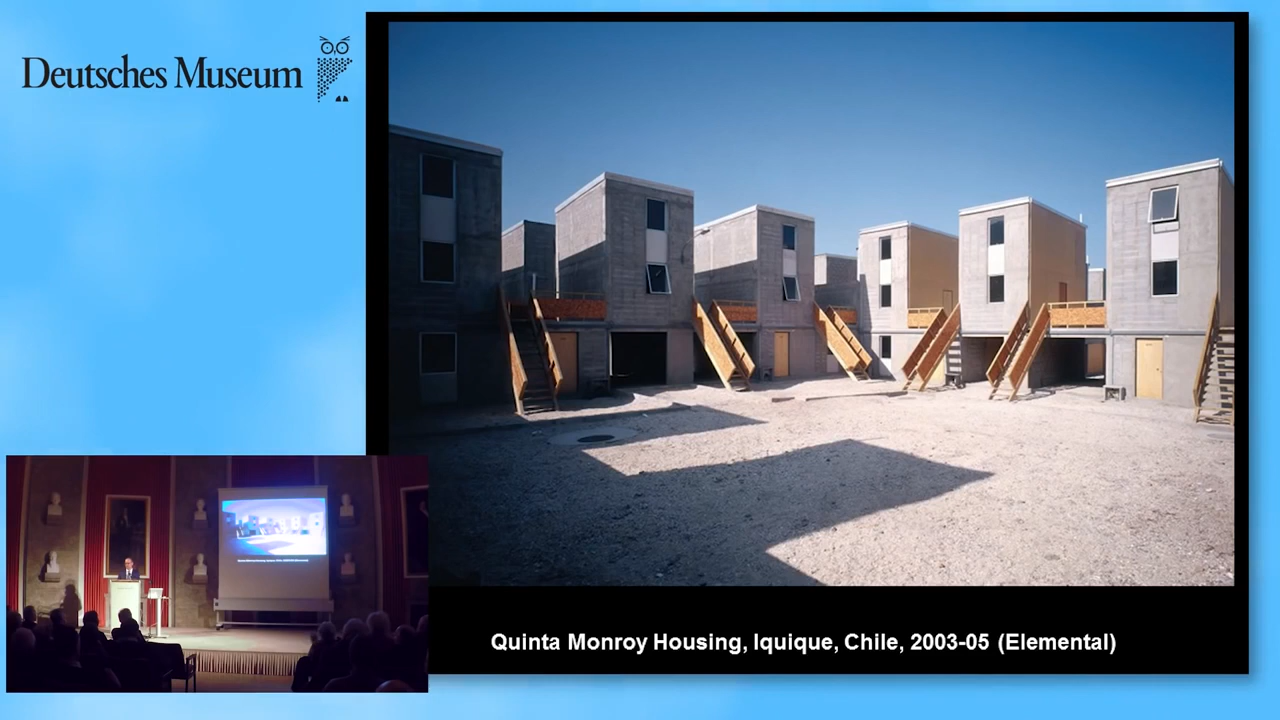 Deutsches Museum
Quinta Monroy Housing, Iquique, Chile, 2003-05 (Elemental)